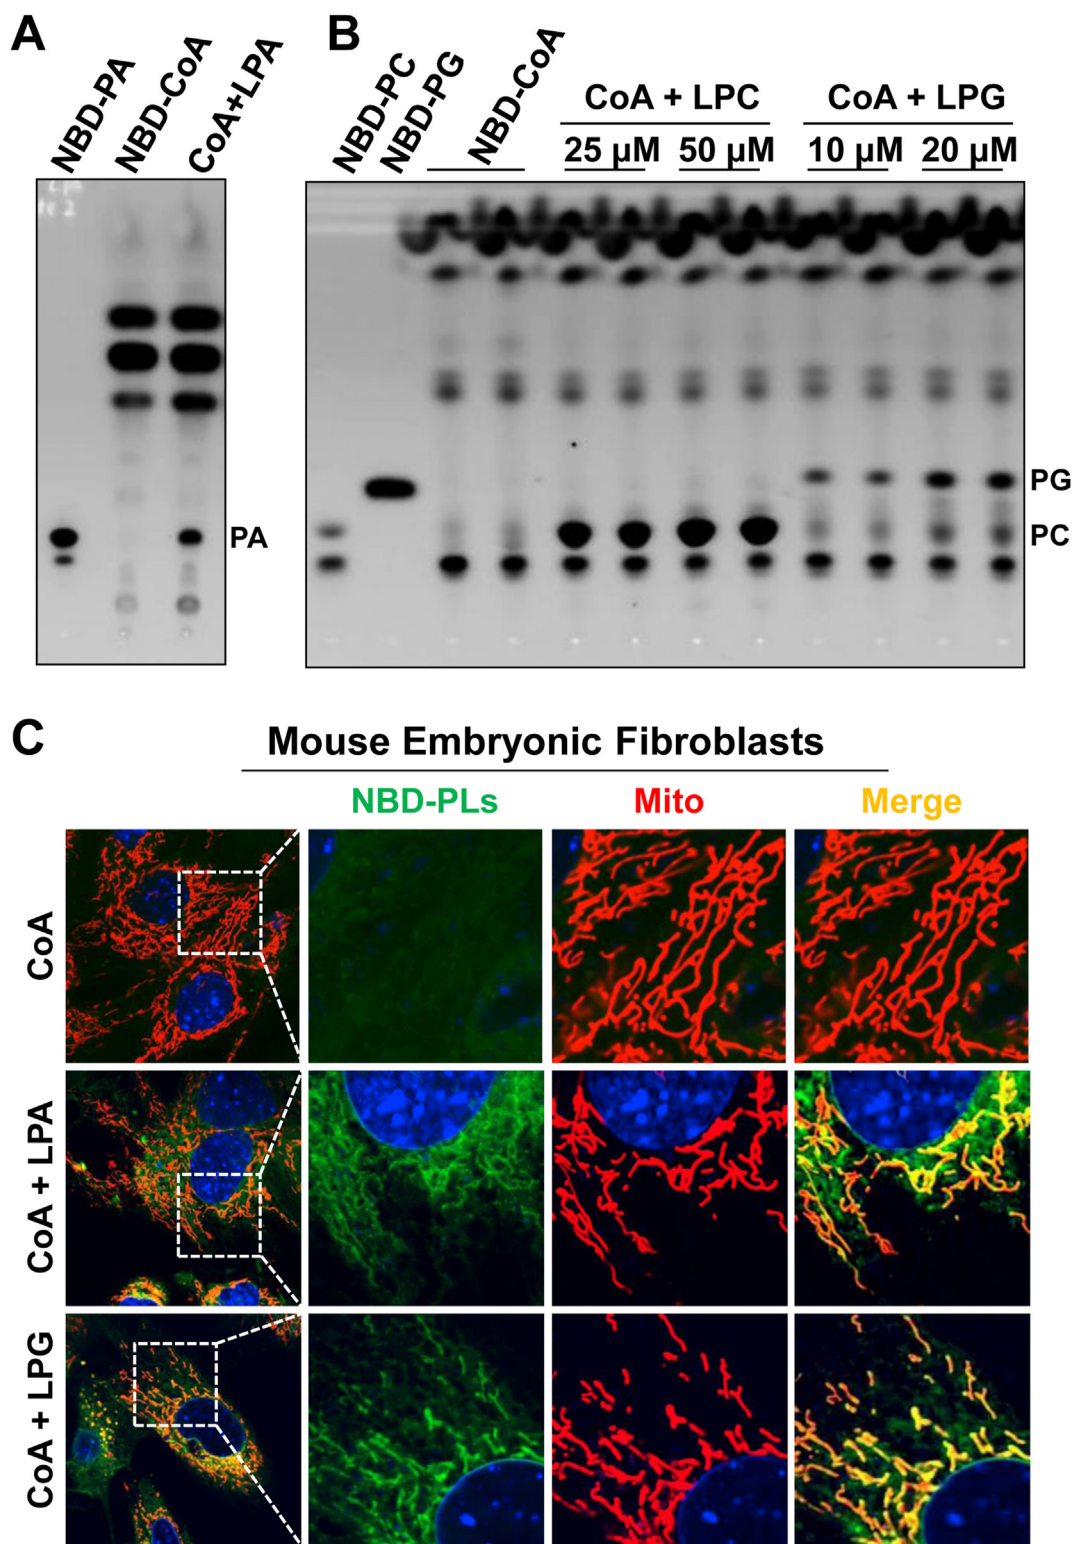 A
B
NBD-PA
NBD-CoA
CoA+LPA
NBD-PC
NBD-PG
NBD-CoA
CoA + LPC
CoA + LPG
25 µM
50 µM
10 µM
20 µM
PA
PG
PC
C
Mouse Embryonic Fibroblasts
NBD-PLs
Mito
Merge
CoA
CoA + LPA
CoA + LPG